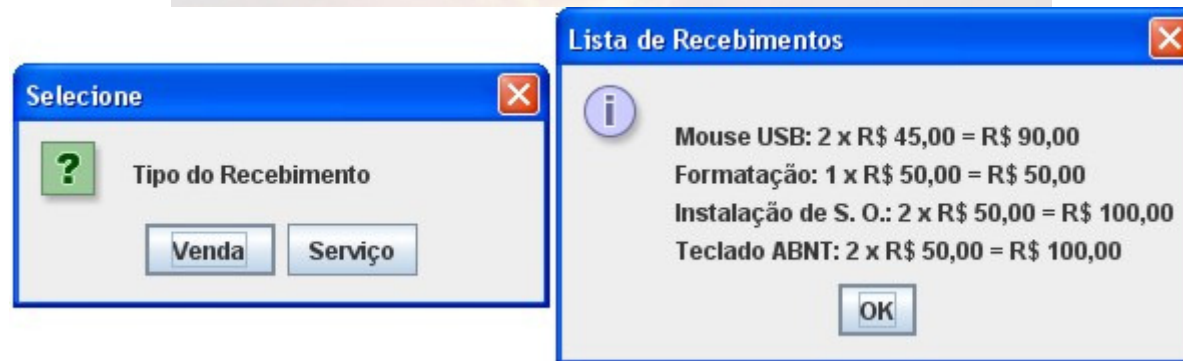 Selecione
Tipo do Recebimento
Venda
Serviço
Lista de Recebimentos
Mouse USB: 2 x R$ 45,00 = R$ 90,00
Formatação: 1 x R$ 50,00 = R$ 50,00
Instalação de S. O.: 2 x R$ 50,00 = R$ 100,00
Teclado ABNT: 2 x R$ 50,00 = R$ 100,00
OK